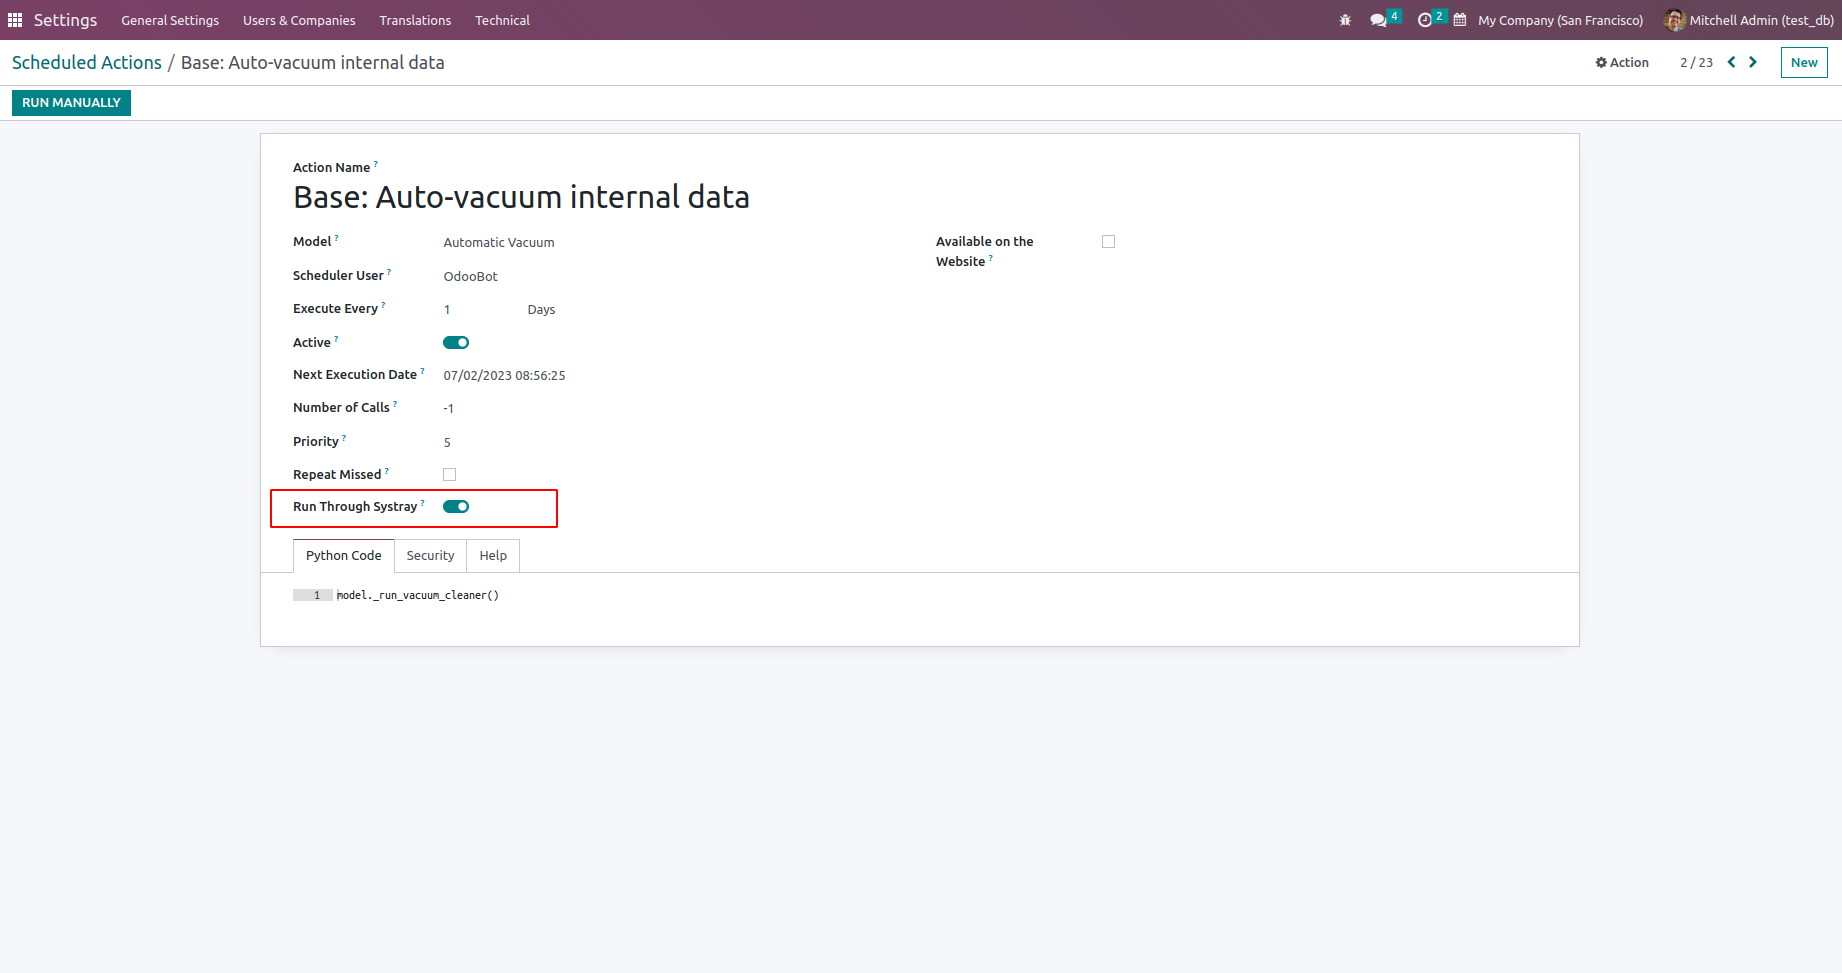 Settings General Settings Users & Companies Translations Technical 4 2 My Company (San Francisco) Mitchell Admin (test_db)
Scheduled Actions / Base: Auto-vacuum internal data Action 2 / 23 New
RUN MANUALLY
Action Name ?
Base: Auto-vacuum internal data
Model ? Automatic Vacuum
Available on the Website ?
Scheduler User ? OdooBot
Execute Every ? 1 Days
Active ?
Next Execution Date ? 07/02/2023 08:56:25
Number of Calls ? -1
Priority ? 5
Repeat Missed ?
Run Through Systray ?
Python Code Security Help
1 model._run_vacuum_cleaner()